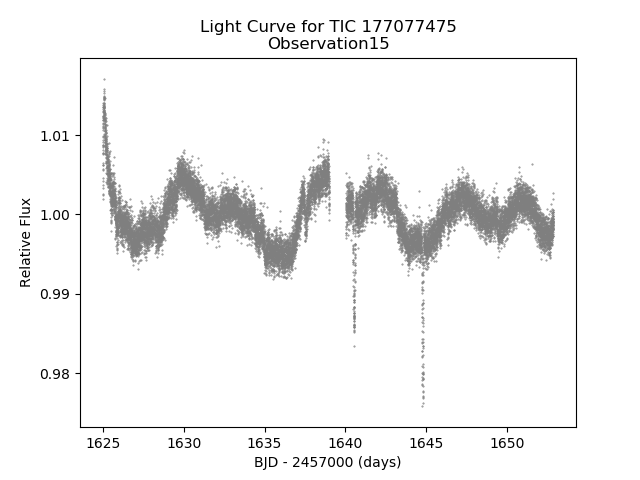 Light Curve for TIC 177077475
Observation15
1.01
1.00
0.99
0.98
Relative Flux
1625
1630
1635
1640
1645
1650
BJD - 2457000 (days)